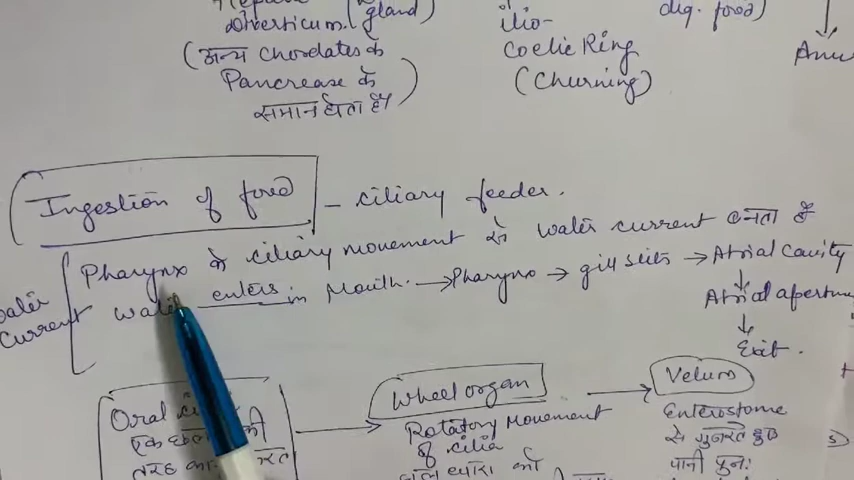 Diverticum (gland)
(अन्य chordates के
Pancrease के
समान होता है)
ilio-
Coelic Ring
(Churning)
dig. food)
Ingestion of food - ciliary feeder.
Water Current
Pharynx के ciliary movement से water current बनता है
water enters in Mouth. → Pharynx → gill slits → Atrial cavity
↓
Atrial
↓
Exit.
Oral
एक
तरह
→ Wheel organ
Rotatory Movement
of cilia
→ Velum
Enterostome
से गुजरते हुए
पानी पुनः